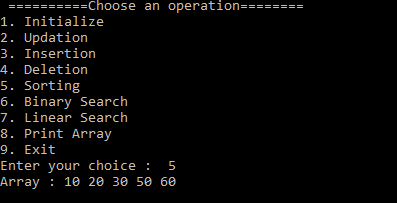 ==========Choose an operation========
1. Initialize
2. Updation
3. Insertion
4. Deletion
5. Sorting
6. Binary Search
7. Linear Search
8. Print Array
9. Exit
Enter your choice :  5
Array : 10 20 30 50 60